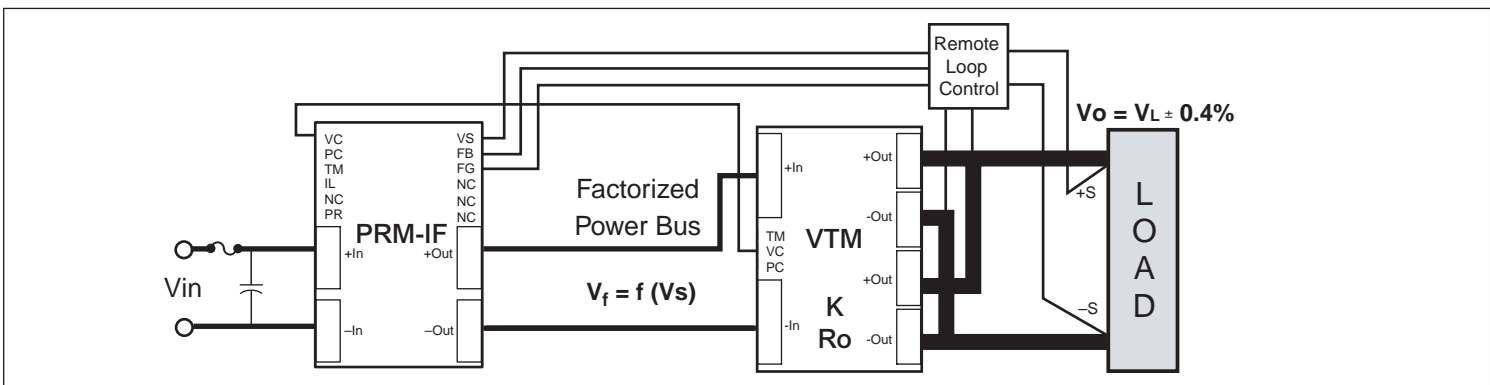 Remote
Loop
Control
Vo = VL ± 0.4%
VC
PC
TM
IL
NC
PR
VS
FB
FG
NC
NC
NC
PRM-IF
+In
+Out
–In
–Out
Vin
Factorized
Power Bus
Vf = f (Vs)
+In
TM
VC
PC
-In
VTM
K
Ro
+Out
-Out
+Out
-Out
+S
–S
L
O
A
D